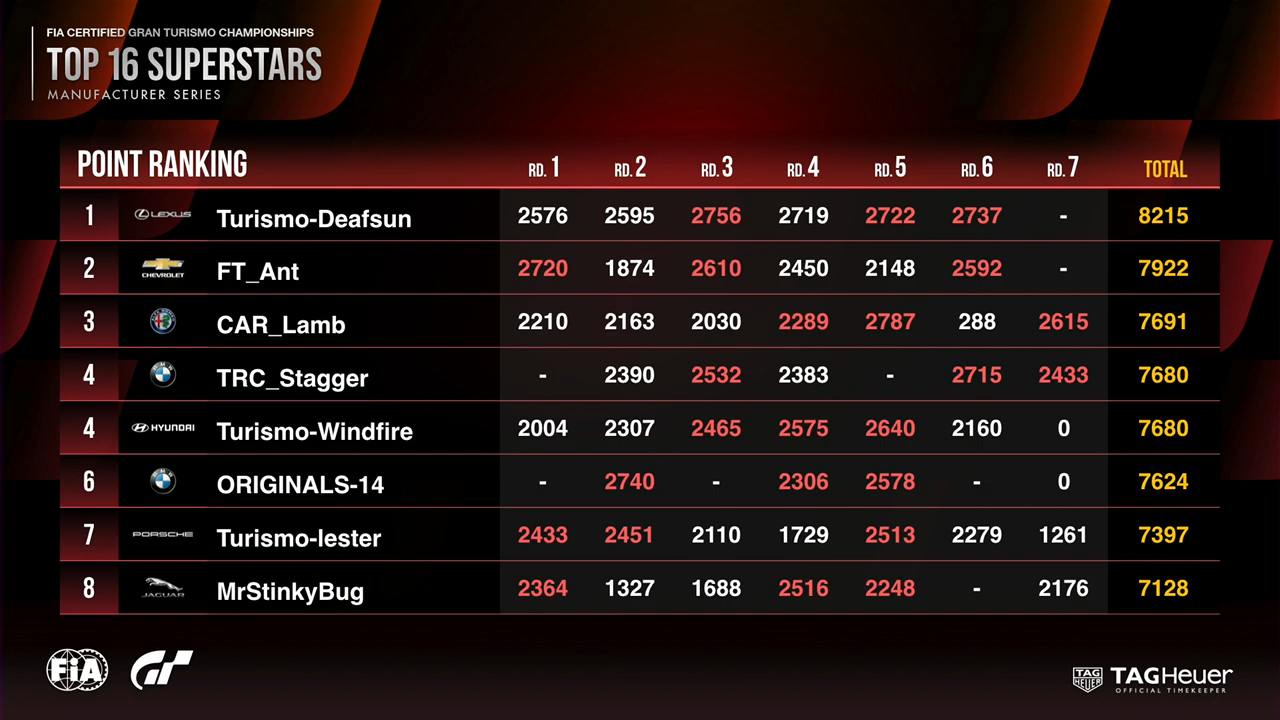 FIA CERTIFIED GRAN TURISMO CHAMPIONSHIPS
TOP 16 SUPERSTARS
MANUFACTURER SERIES
POINT RANKING RD. 1 RD. 2 RD. 3 RD. 4 RD. 5 RD. 6 RD. 7 TOTAL
1 LEXUS Turismo-Deafsun 2576 2595 2756 2719 2722 2737 - 8215
2 CHEVROLET FT_Ant 2720 1874 2610 2450 2148 2592 - 7922
3 CAR_Lamb 2210 2163 2030 2289 2787 288 2615 7691
4 BMW TRC_Stagger - 2390 2532 2383 - 2715 2433 7680
4 HYUNDAI Turismo-Windfire 2004 2307 2465 2575 2640 2160 0 7680
6 BMW ORIGINALS-14 - 2740 - 2306 2578 - 0 7624
7 PORSCHE Turismo-lester 2433 2451 2110 1729 2513 2279 1261 7397
8 JAGUAR MrStinkyBug 2364 1327 1688 2516 2248 - 2176 7128
FiA GT TAG HEUER TAGHeuer
OFFICIAL TIMEKEEPER